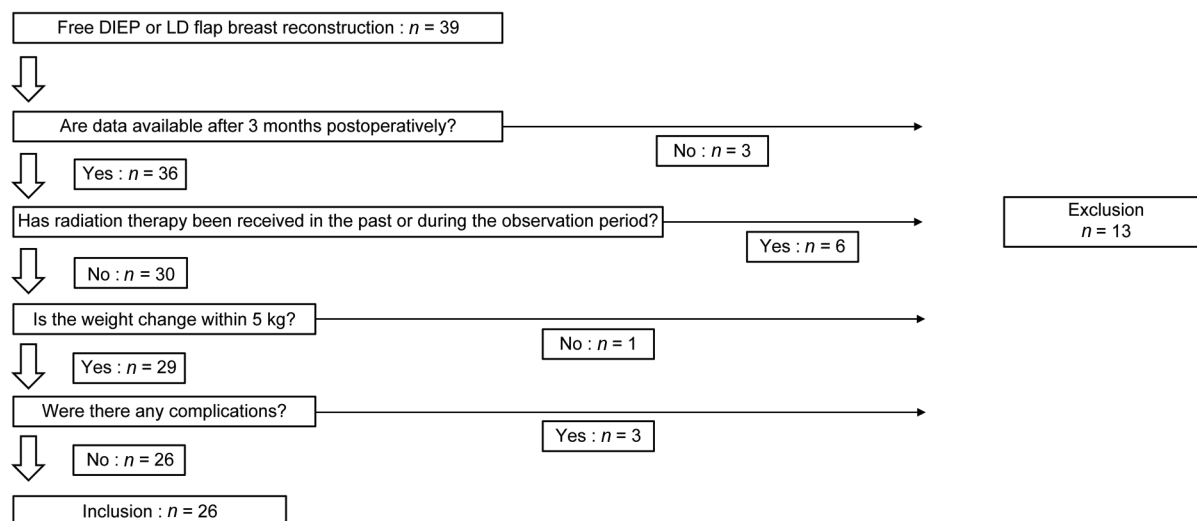 Free DIEP or LD flap breast reconstruction : n = 39
Are data available after 3 months postoperatively?
No : n = 3
Yes : n = 36
Has radiation therapy been received in the past or during the observation period?
Yes : n = 6
Exclusion
n = 13
No : n = 30
Is the weight change within 5 kg?
No : n = 1
Yes : n = 29
Were there any complications?
Yes : n = 3
No : n = 26
Inclusion : n = 26